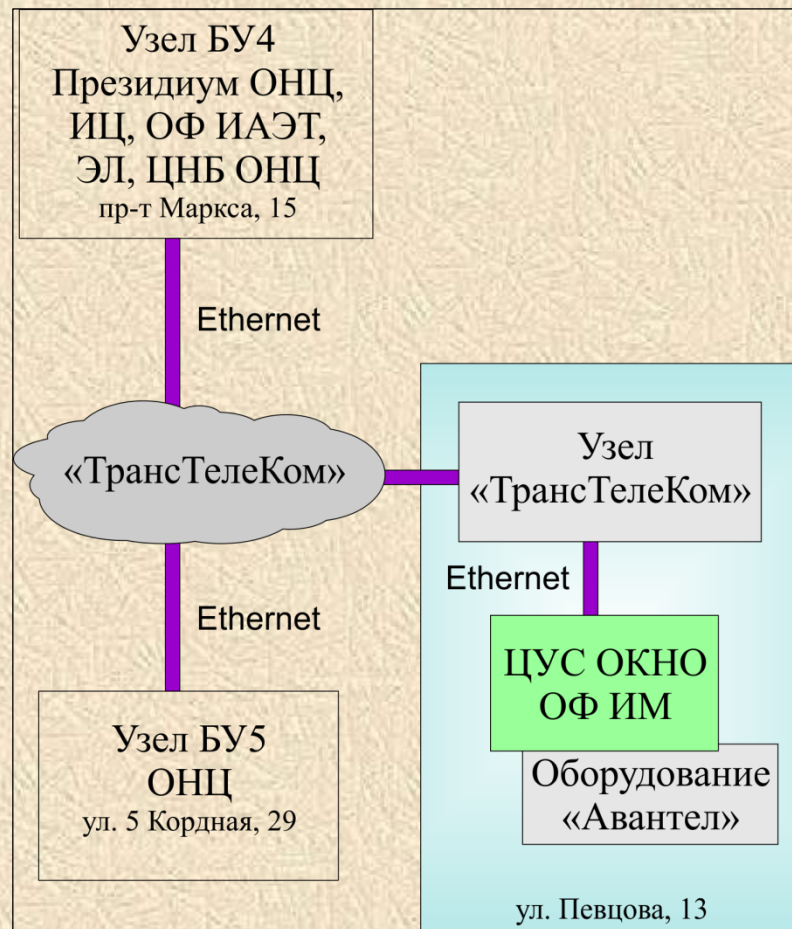 Узел БУ4
Президиум ОНЦ,
ИЦ, ОФ ИАЭТ,
ЭЛ, ЦНБ ОНЦ
пр-т Маркса, 15
Ethernet
«ТрансТелеКом»
Узел
«ТрансТелеКом»
Ethernet
Ethernet
ЦУС ОКНО
ОФ ИМ
Узел БУ5
ОНЦ
ул. 5 Кордная, 29
Оборудование
«Авантел»
ул. Певцова, 13